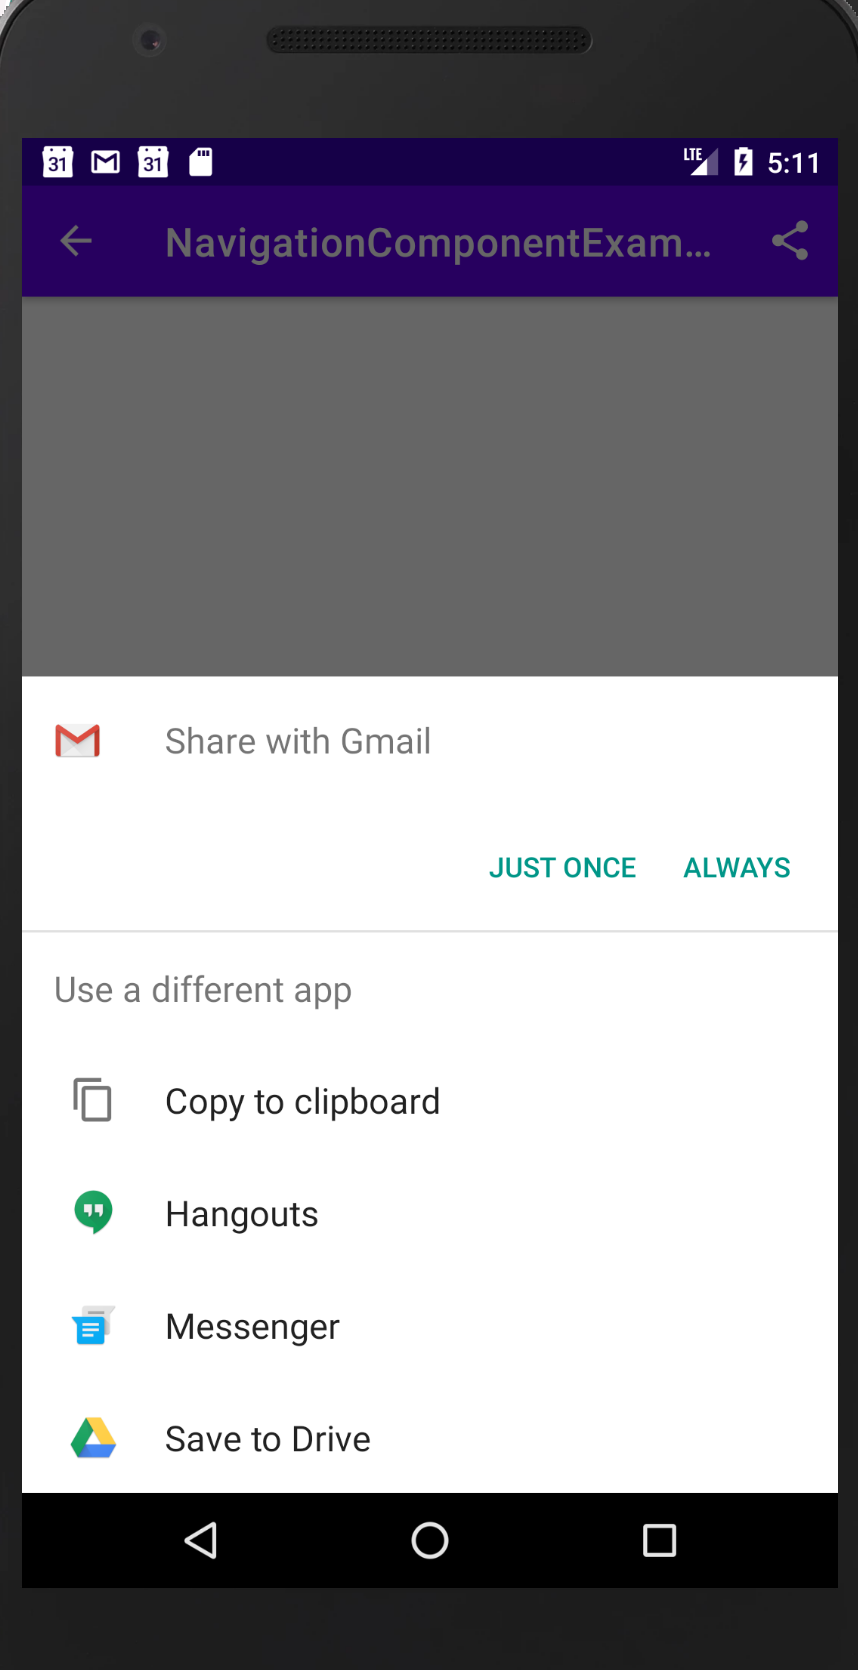 31 31 LTE 5:11
NavigationComponentExam...
Share with Gmail
JUST ONCE ALWAYS
Use a different app
Copy to clipboard
Hangouts
Messenger
Save to Drive